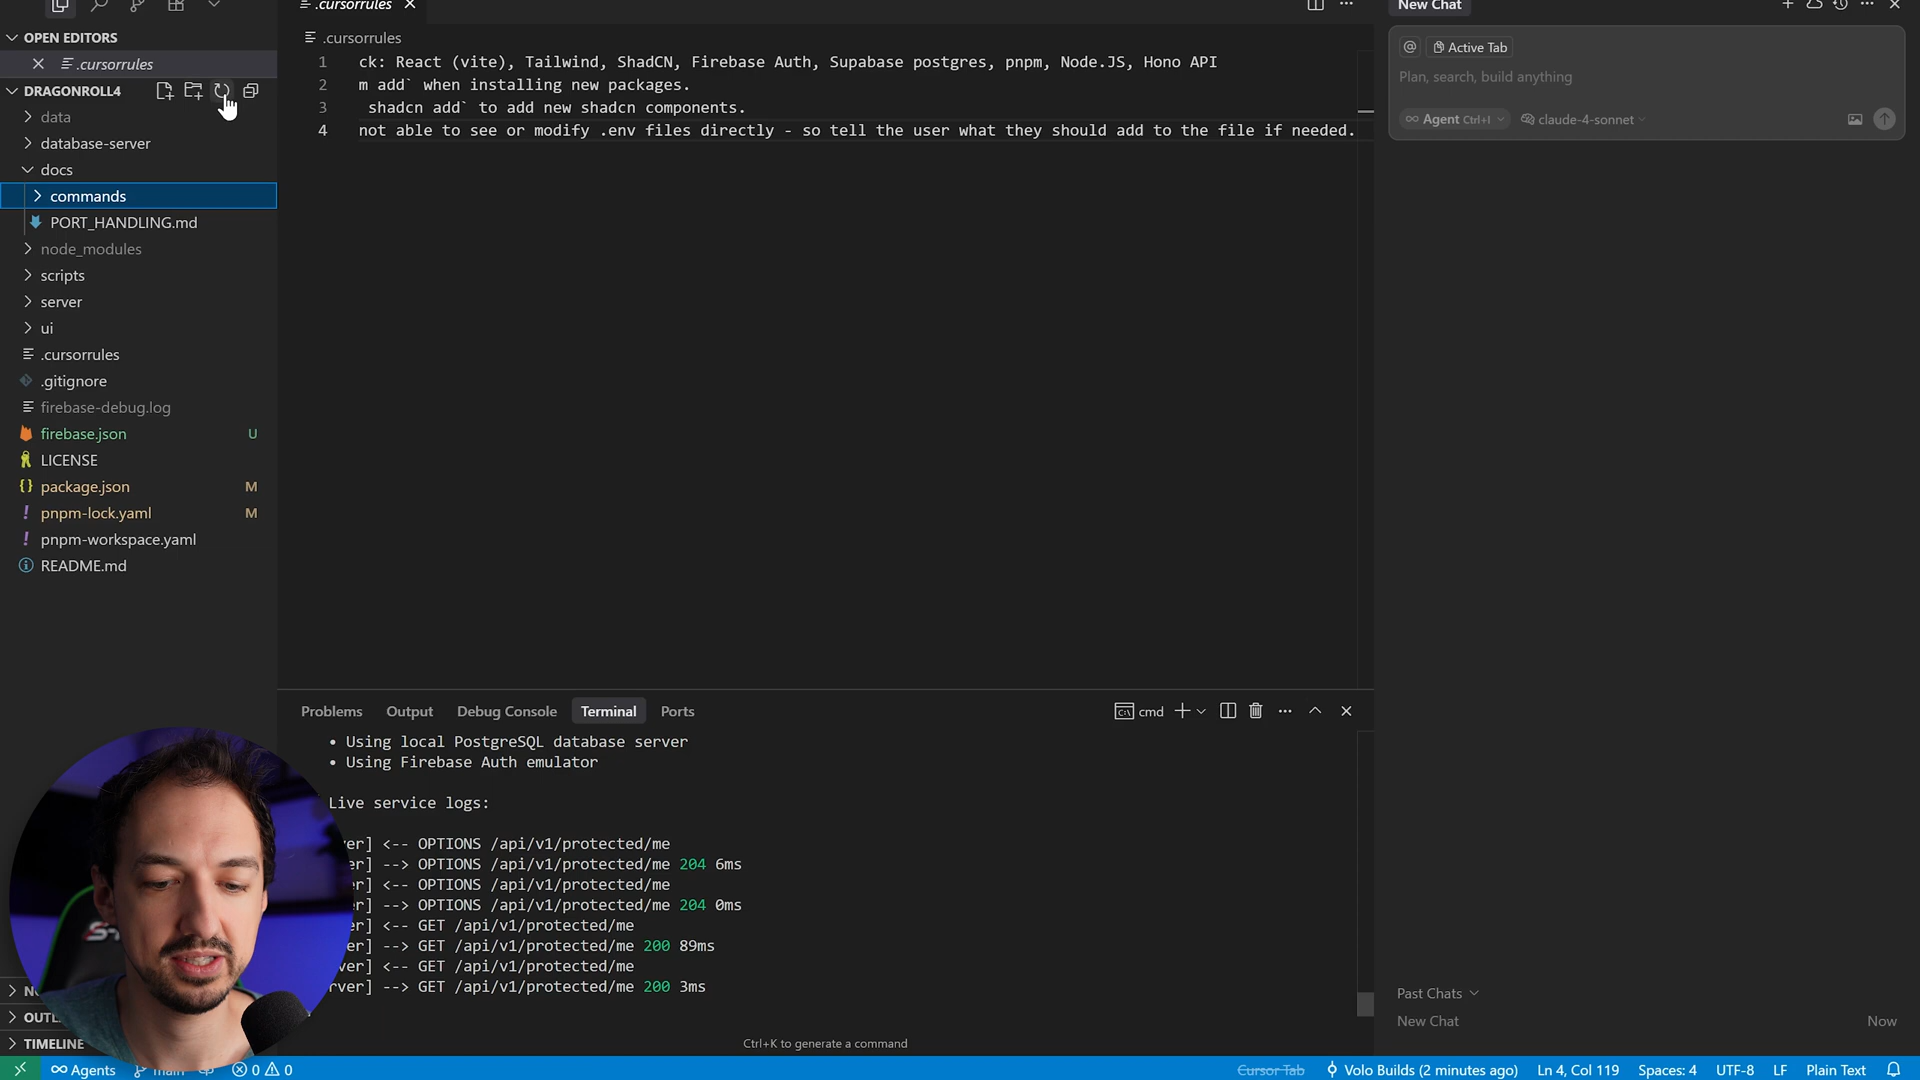 .cursorrules
New Chat
OPEN EDITORS
.cursorrules
DRAGONROLL4
data
database-server
docs
commands
PORT_HANDLING.md
node_modules
scripts
server
ui
.cursorrules
.gitignore
firebase-debug.log
firebase.json U
LICENSE
package.json M
pnpm-lock.yaml M
pnpm-workspace.yaml
README.md
OUTL
TIMELINE
.cursorrules
1 ck: React (vite), Tailwind, ShadCN, Firebase Auth, Supabase postgres, pnpm, Node.JS, Hono API
2 m add` when installing new packages.
3 shadcn add` to add new shadcn components.
4 not able to see or modify .env files directly - so tell the user what they should add to the file if needed.
Problems Output Debug Console Terminal Ports
cmd
• Using local PostgreSQL database server
• Using Firebase Auth emulator
Live service logs:
ver] <-- OPTIONS /api/v1/protected/me
er] --> OPTIONS /api/v1/protected/me 204 6ms
er] <-- OPTIONS /api/v1/protected/me
er] --> OPTIONS /api/v1/protected/me 204 0ms
er] <-- GET /api/v1/protected/me
er] --> GET /api/v1/protected/me 200 89ms
ver] <-- GET /api/v1/protected/me
rver] --> GET /api/v1/protected/me 200 3ms
Ctrl+K to generate a command
@ Active Tab
Plan, search, build anything
Agent Ctrl+I claude-4-sonnet
Past Chats
New Chat Now
Agents main 0 0 Cursor Tab Volo Builds (2 minutes ago) Ln 4, Col 119 Spaces: 4 UTF-8 LF Plain Text